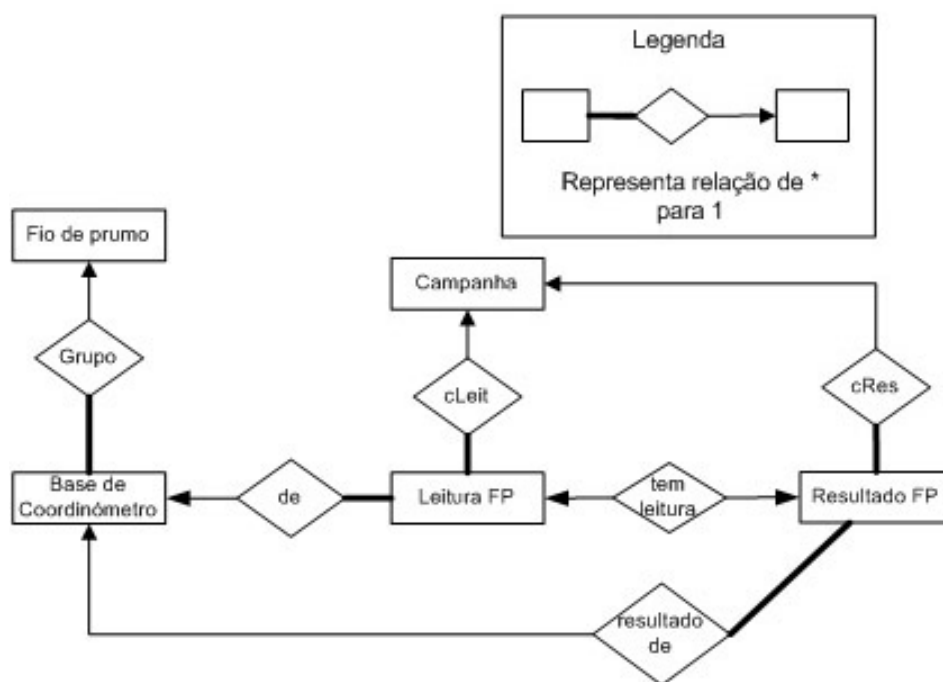 Legenda
Representa relação de *
para 1
Fio de prumo
Campanha
Grupo
cLeit
cRes
Base de
Coordinómetro
de
Leitura FP
tem
leitura
Resultado FP
resultado
de